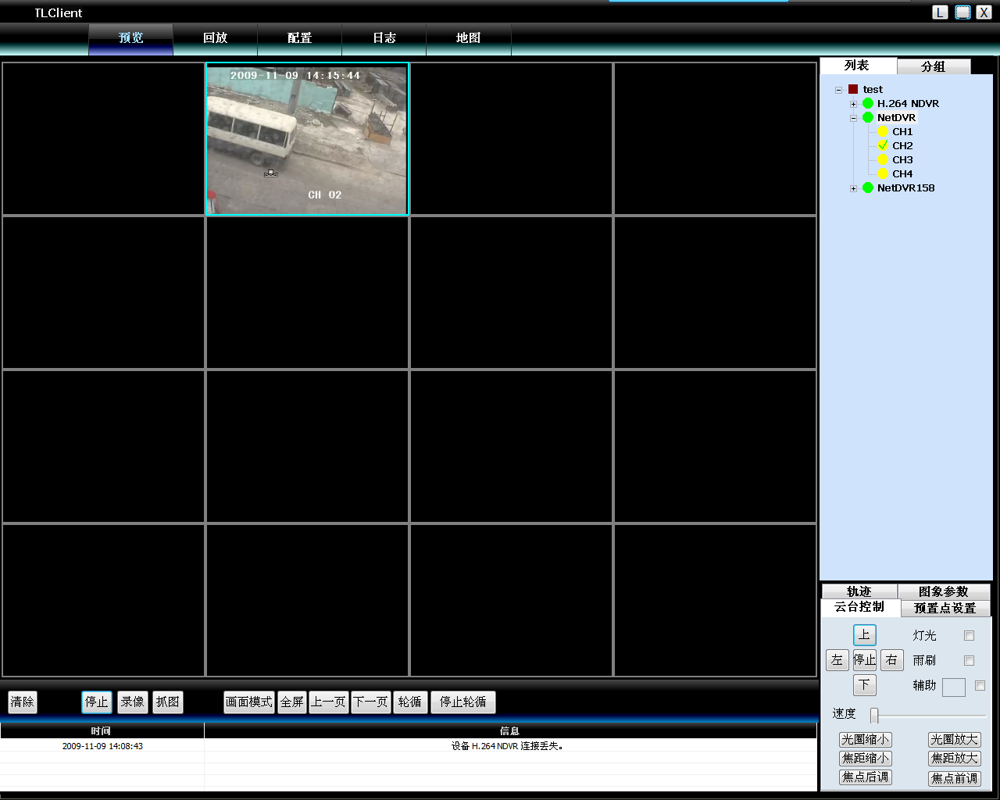 TLClient
L X
预览 回放 配置 日志 地图
列表 分组
2009-11-09 14:15:44
CH 02
test
H.264 NDVR
NetDVR
CH1
CH2
CH3
CH4
NetDVR158
轨迹 图象参数
云台控制 预置点设置
上 灯光
左 停止 右 雨刷
下 辅助
速度
光圈缩小 光圈放大
焦距缩小 焦距放大
焦点后调 焦点前调
清除 停止 录像 抓图 画面模式 全屏 上一页 下一页 轮循 停止轮循
时间 信息
2009-11-09 14:08:43 设备 H.264 NDVR 连接丢失。